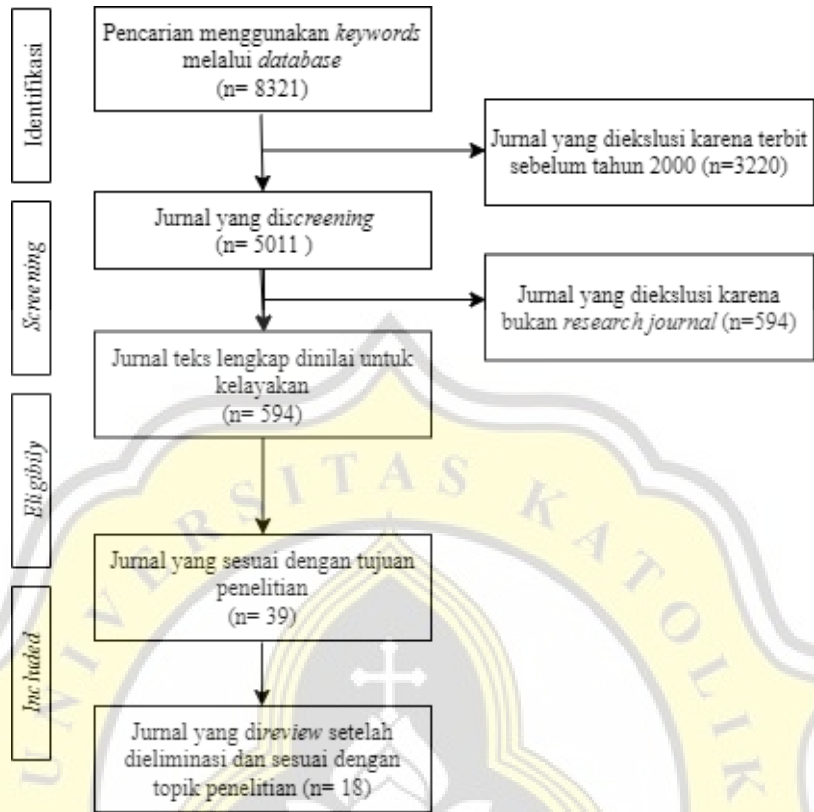 Identifikasi
Pencarian menggunakan keywords
melalui database
(n= 8321)
Jurnal yang diekslusi karena terbit
sebelum tahun 2000 (n=3220)
Screening
Jurnal yang discreening
(n= 5011 )
Jurnal yang diekslusi karena
bukan research journal (n=594)
Jurnal teks lengkap dinilai untuk
kelayakan
(n= 594)
Eligibily
Jurnal yang sesuai dengan tujuan
penelitian
(n= 39)
Included
Jurnal yang direview setelah
dieliminasi dan sesuai dengan
topik penelitian (n= 18)
UNIVERSITAS KATOLIK